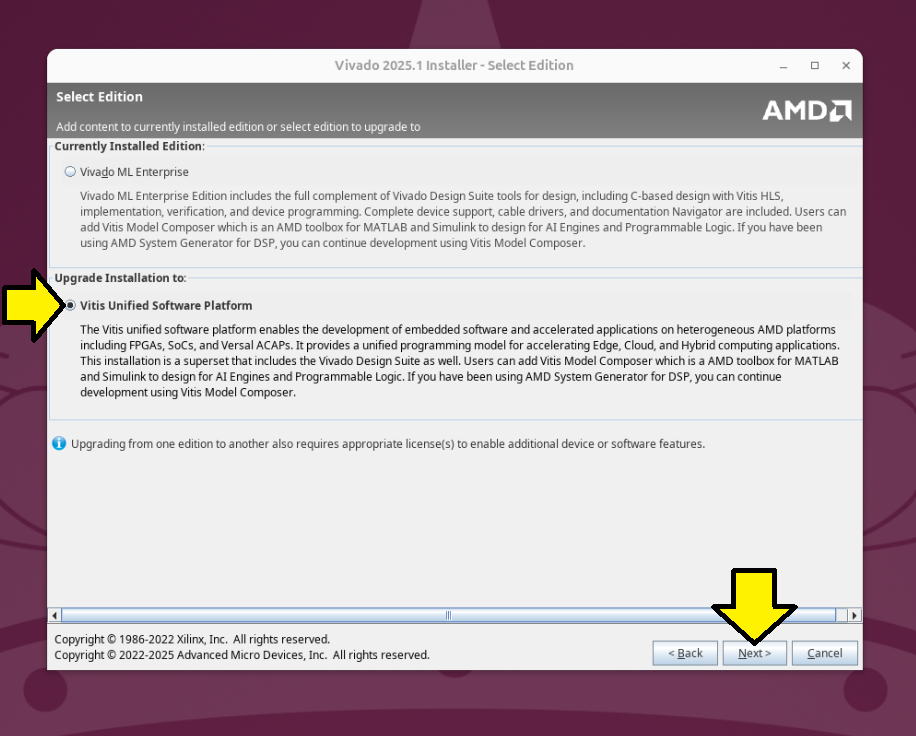 Vivado 2025.1 Installer - Select Edition
Select Edition
Add content to currently installed edition or select edition to upgrade to
AMD
Currently Installed Edition:
Vivado ML Enterprise
Vivado ML Enterprise Edition includes the full complement of Vivado Design Suite tools for design, including C-based design with Vitis HLS,
implementation, verification, and device programming. Complete device support, cable drivers, and documentation Navigator are included. Users can
add Vitis Model Composer which is an AMD toolbox for MATLAB and Simulink to design for AI Engines and Programmable Logic. If you have been
using AMD System Generator for DSP, you can continue development using Vitis Model Composer.
Upgrade Installation to:
Vitis Unified Software Platform
The Vitis unified software platform enables the development of embedded software and accelerated applications on heterogeneous AMD platforms
including FPGAs, SoCs, and Versal ACAPs. It provides a unified programming model for accelerating Edge, Cloud, and Hybrid computing applications.
This installation is a superset that includes the Vivado Design Suite as well. Users can add Vitis Model Composer which is a AMD toolbox for MATLAB
and Simulink to design for AI Engines and Programmable Logic. If you have been using AMD System Generator for DSP, you can continue
development using Vitis Model Composer.
Upgrading from one edition to another also requires appropriate license(s) to enable additional device or software features.
Copyright © 1986-2022 Xilinx, Inc. All rights reserved.
Copyright © 2022-2025 Advanced Micro Devices, Inc. All rights reserved.
< Back
Next >
Cancel